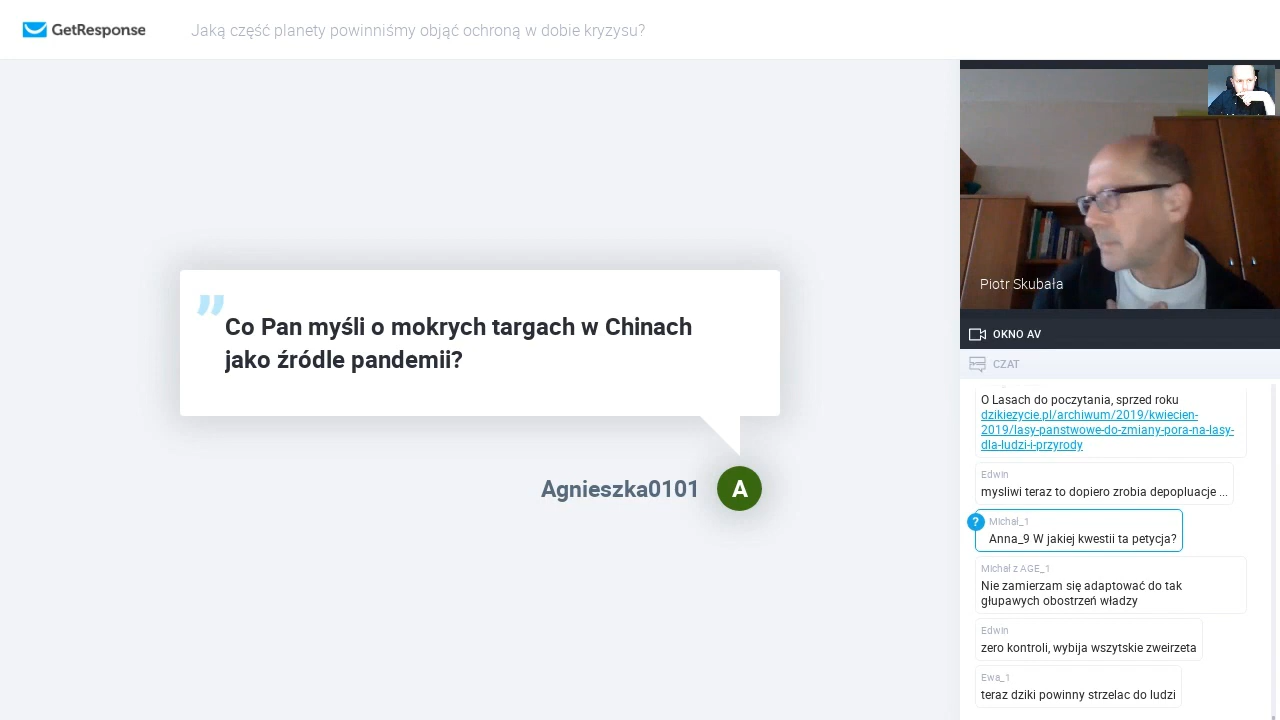 GetResponse
Jaką część planety powinniśmy objąć ochroną w dobie kryzysu?
Co Pan myśli o mokrych targach w Chinach
jako źródle pandemii?
Agnieszka0101
A
Piotr Skubała
OKNO AV
CZAT
O Lasach do poczytania, sprzed roku
dzikiezycie.pl/archiwum/2019/kwiecien-
2019/lasy-panstwowe-do-zmiany-pora-na-lasy-
dla-ludzi-i-przyrody
Edwin
mysliwi teraz to dopiero zrobia depopluacje ...
?
Michał_1
Anna_9 W jakiej kwestii ta petycja?
Michał z AGE_1
Nie zamierzam się adaptować do tak
głupawych obostrzeń władzy
Edwin
zero kontroli, wybija wszytskie zweirzeta
Ewa_1
teraz dziki powinny strzelac do ludzi